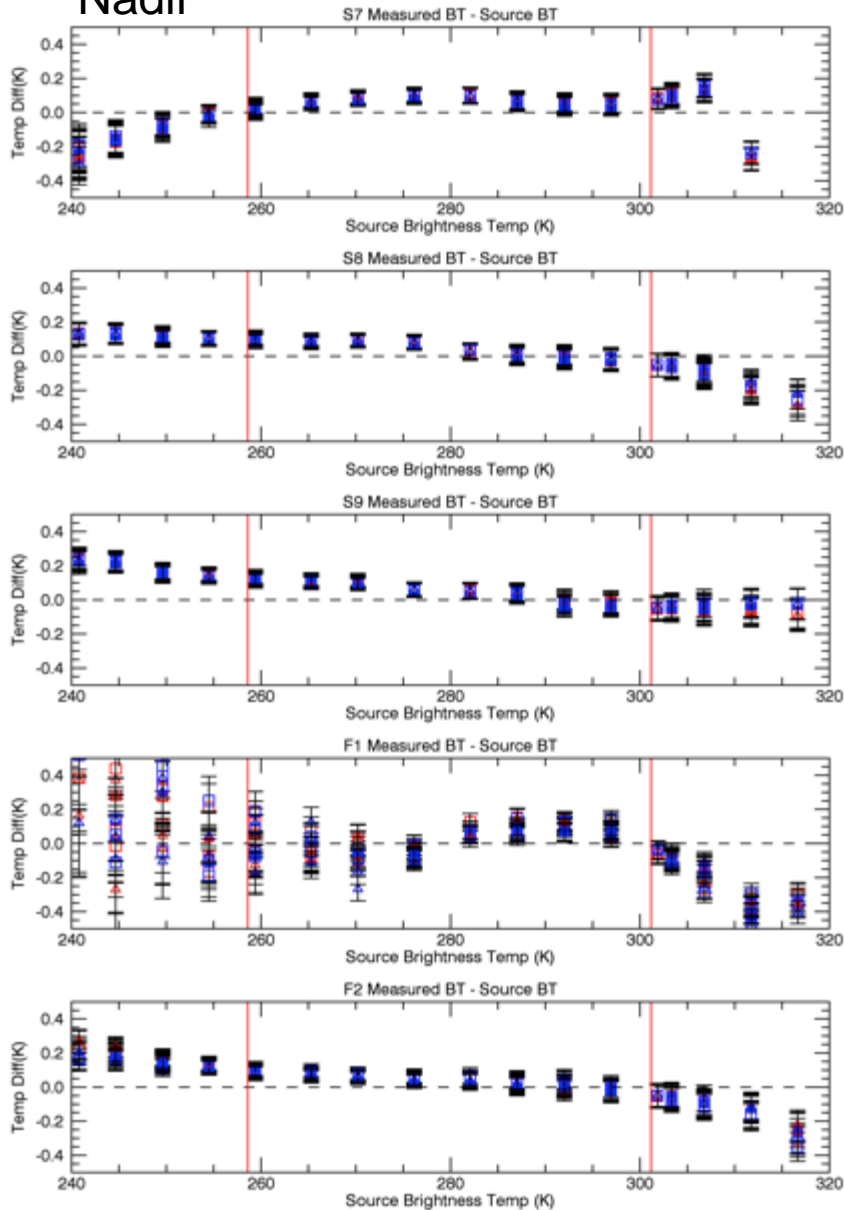 Nadir
S7 Measured BT - Source BT
0.4
0.2
0.0
-0.2
-0.4
Temp Diff(K)
240 260 280 300 320
Source Brightness Temp (K)
S8 Measured BT - Source BT
0.4
0.2
0.0
-0.2
-0.4
Temp Diff(K)
240 260 280 300 320
Source Brightness Temp (K)
S9 Measured BT - Source BT
0.4
0.2
0.0
-0.2
-0.4
Temp Diff(K)
240 260 280 300 320
Source Brightness Temp (K)
F1 Measured BT - Source BT
0.4
0.2
0.0
-0.2
-0.4
Temp Diff(K)
240 260 280 300 320
Source Brightness Temp (K)
F2 Measured BT - Source BT
0.4
0.2
0.0
-0.2
-0.4
Temp Diff(K)
240 260 280 300 320
Source Brightness Temp (K)